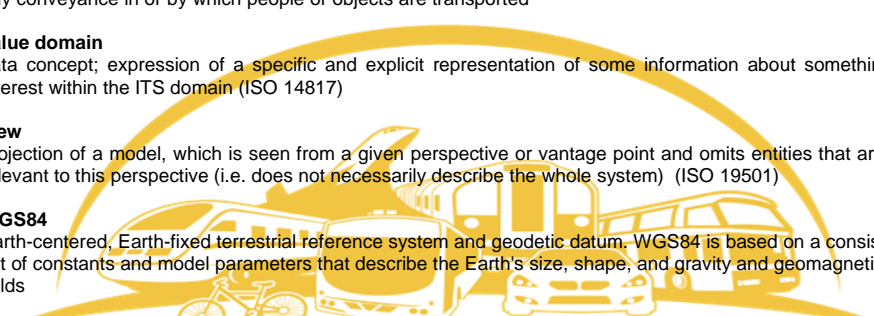 y conveyance in or by which people or objects are transported
alue domain
ata concept; expression of a specific and explicit representation of some information about somethin
terest within the ITS domain (ISO 14817)
ew
ojection of a model, which is seen from a given perspective or vantage point and omits entities that ar
levant to this perspective (i.e. does not necessarily describe the whole system) (ISO 19501)
GS84
arth-centered, Earth-fixed terrestrial reference system and geodetic datum. WGS84 is based on a consis
t of constants and model parameters that describe the Earth's size, shape, and gravity and geomagneti
lds